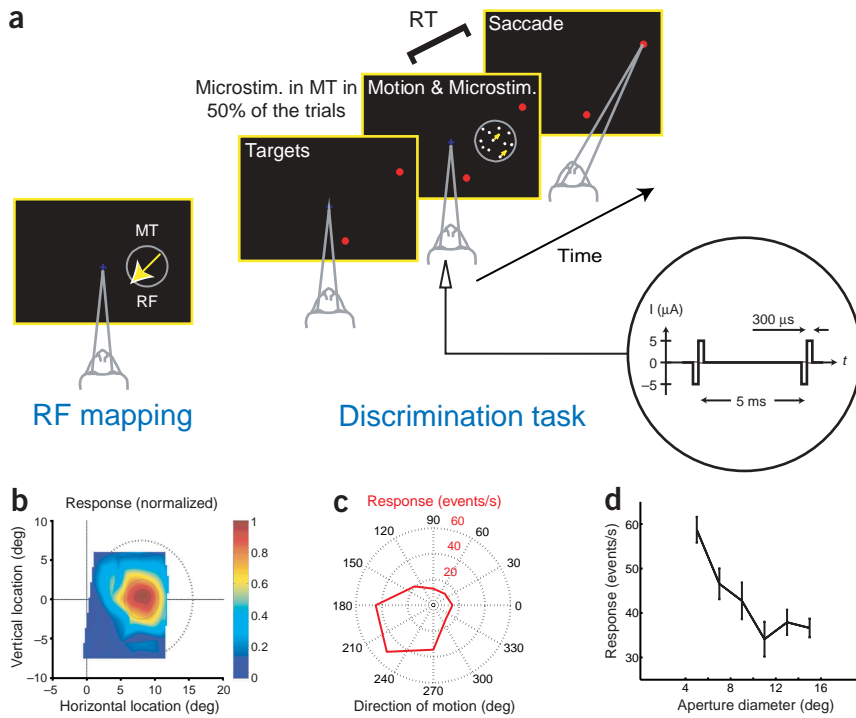 a
RT
Saccade
Microstim. in MT in
50% of the trials
Motion & Microstim.
Targets
MT
RF
Time
I (μA)
300 μs
5
0
–5
t
5 ms
RF mapping
Discrimination task
b
Response (normalized)
10
5
0
–5
–10
–5 0 5 10 15 20
1
0.8
0.6
0.4
0.2
0
Vertical location (deg)
Horizontal location (deg)
c
Response (events/s)
90
60
120
60
40
20
150
30
180
0
210
330
240
300
270
Direction of motion (deg)
d
Response (events/s)
60
50
40
30
4 8 12 16
Aperture diameter (deg)